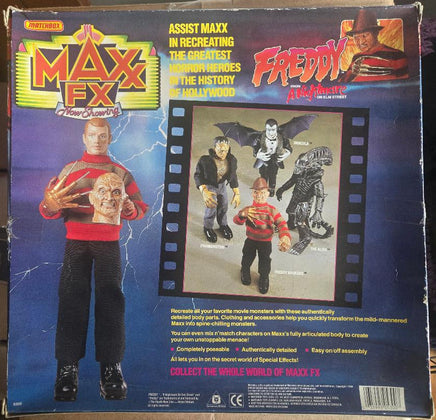 MATCHBOX
MAXX
FX
Now Showing
ASSIST MAXX
IN RECREATING
THE GREATEST
HORROR HEROES
IN THE HISTORY
OF HOLLYWOOD
FREDDY
A Nightmare
ON ELM STREET
DRACULA
FRANKENSTEIN
THE ALIEN
FREDDY KRUEGER
Recreate all your favorite movie monsters with these authentically
detailed body parts. Clothing and accessories help you quickly transform the mild-mannered
Maxx into spine-chilling monsters.
You can even mix n' match characters on Maxx's fully articulated body to create
your own unstoppable menace!
• Completely poseable • Authentically detailed • Easy on/off assembly
All lets you in on the secret world of Special Effects!
COLLECT THE WHOLE WORLD OF MAXX FX
CE